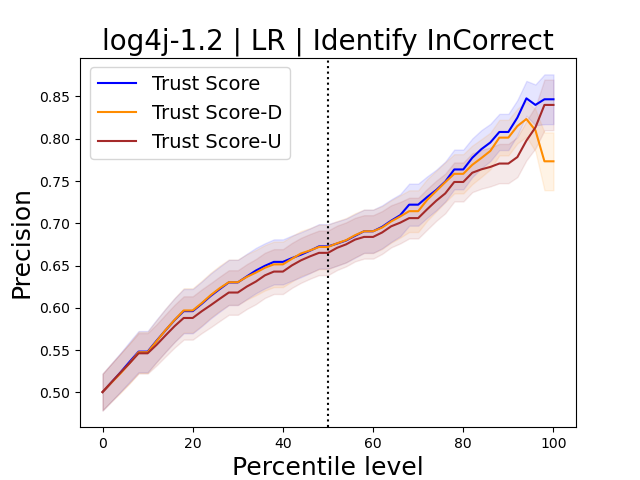 log4j-1.2 | LR | Identify InCorrect
Trust Score
Trust Score-D
Trust Score-U
Precision
0.85
0.80
0.75
0.70
0.65
0.60
0.55
0.50
0
20
40
60
80
100
Percentile level